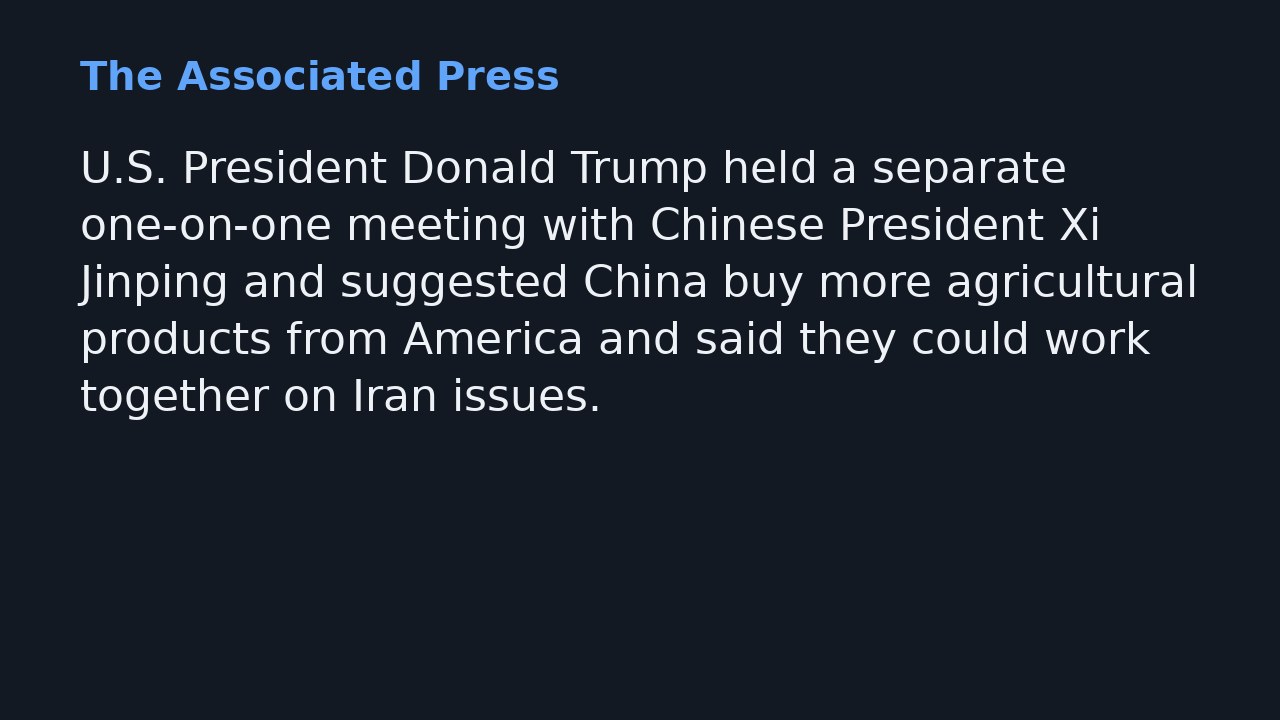 The Associated Press
U.S. President Donald Trump held a separate
one-on-one meeting with Chinese President Xi
Jinping and suggested China buy more agricultural
products from America and said they could work
together on Iran issues.